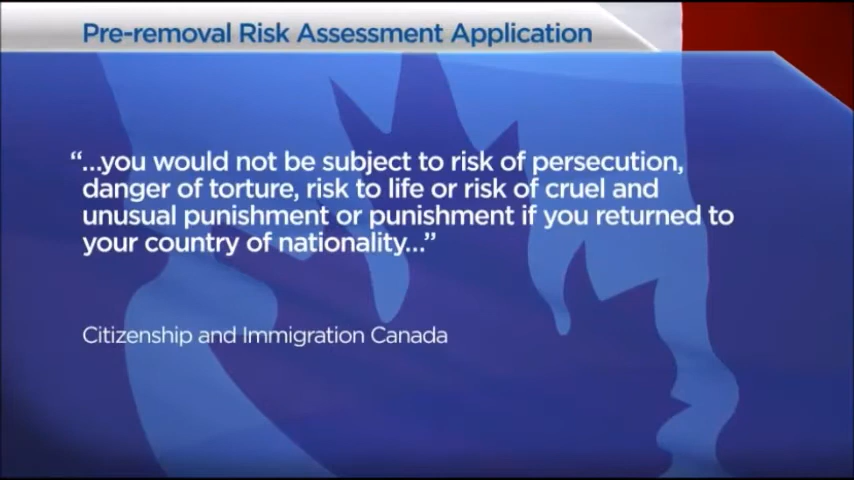 Pre-removal Risk Assessment Application
“...you would not be subject to risk of persecution,
danger of torture, risk to life or risk of cruel and
unusual punishment or punishment if you returned to
your country of nationality...”
Citizenship and Immigration Canada